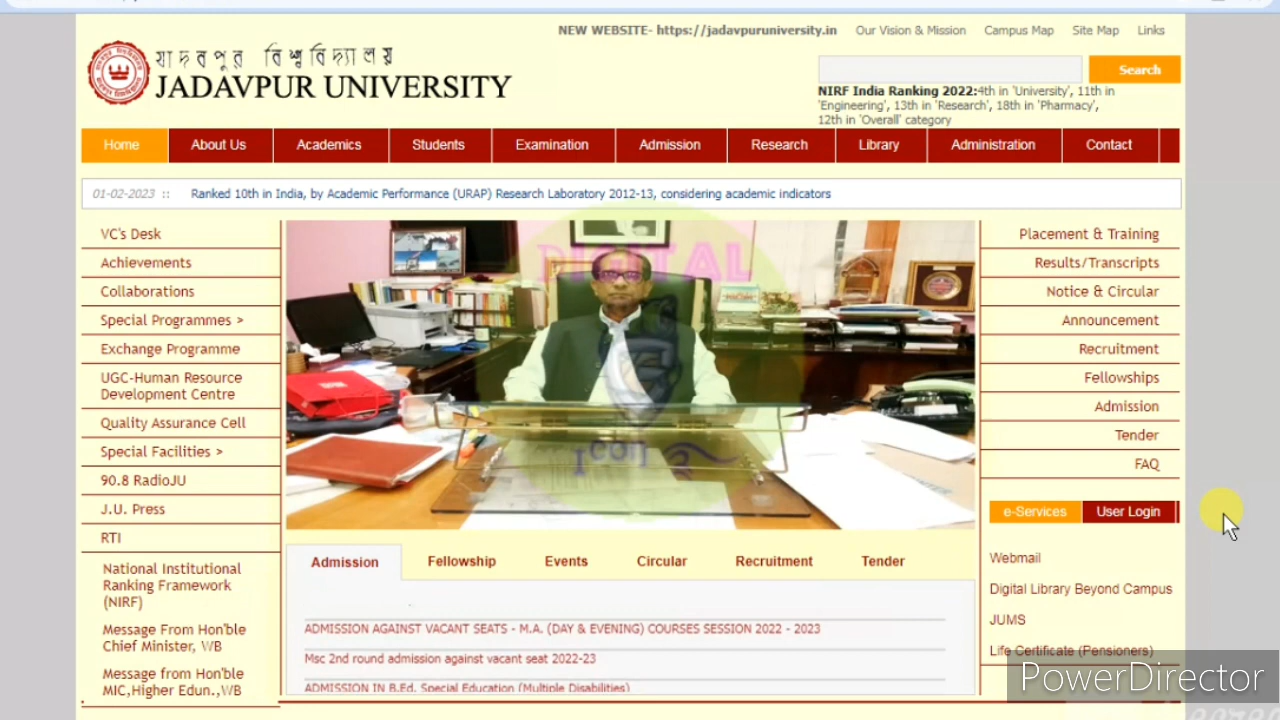 NEW WEBSITE- https://jadavpuruniversity.in Our Vision & Mission Campus Map Site Map Links
যাদবপুর বিশ্ববিদ্যালয়
JADAVPUR UNIVERSITY
Search
NIRF India Ranking 2022:4th in 'University', 11th in
'Engineering', 13th in 'Research', 18th in 'Pharmacy',
12th in 'Overall' category
Home About Us Academics Students Examination Admission Research Library Administration Contact
01-02-2023 :: Ranked 10th in India, by Academic Performance (URAP) Research Laboratory 2012-13, considering academic indicators
VC's Desk
Achievements
Collaborations
Special Programmes >
Exchange Programme
UGC-Human Resource
Development Centre
Quality Assurance Cell
Special Facilities >
90.8 RadioJU
J.U. Press
RTI
National Institutional
Ranking Framework
(NIRF)
Message From Hon'ble
Chief Minister, WB
Message from Hon'ble
MIC,Higher Edun.,WB
DIGITAL
Admission Fellowship Events Circular Recruitment Tender
ADMISSION AGAINST VACANT SEATS - M.A. (DAY & EVENING) COURSES SESSION 2022 - 2023
Msc 2nd round admission against vacant seat 2022-23
ADMISSION IN B.Ed. Special Education (Multiple Disabilities)
Placement & Training
Results/Transcripts
Notice & Circular
Announcement
Recruitment
Fellowships
Admission
Tender
FAQ
e-Services User Login
Webmail
Digital Library Beyond Campus
JUMS
Life Certificate (Pensioners)
PowerDirector